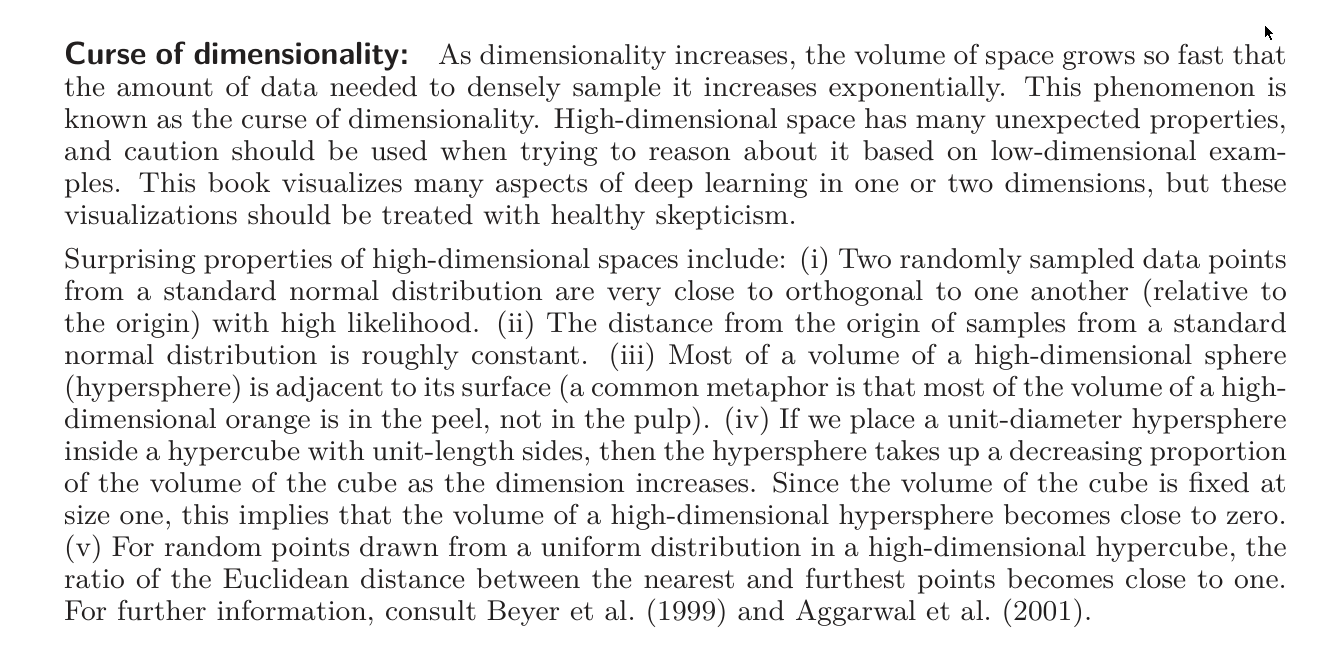 Curse of dimensionality: As dimensionality increases, the volume of space grows so fast that
the amount of data needed to densely sample it increases exponentially. This phenomenon is
known as the curse of dimensionality. High-dimensional space has many unexpected properties,
and caution should be used when trying to reason about it based on low-dimensional exam-
ples. This book visualizes many aspects of deep learning in one or two dimensions, but these
visualizations should be treated with healthy skepticism.
Surprising properties of high-dimensional spaces include: (i) Two randomly sampled data points
from a standard normal distribution are very close to orthogonal to one another (relative to
the origin) with high likelihood. (ii) The distance from the origin of samples from a standard
normal distribution is roughly constant. (iii) Most of a volume of a high-dimensional sphere
(hypersphere) is adjacent to its surface (a common metaphor is that most of the volume of a high-
dimensional orange is in the peel, not in the pulp). (iv) If we place a unit-diameter hypersphere
inside a hypercube with unit-length sides, then the hypersphere takes up a decreasing proportion
of the volume of the cube as the dimension increases. Since the volume of the cube is fixed at
size one, this implies that the volume of a high-dimensional hypersphere becomes close to zero.
(v) For random points drawn from a uniform distribution in a high-dimensional hypercube, the
ratio of the Euclidean distance between the nearest and furthest points becomes close to one.
For further information, consult Beyer et al. (1999) and Aggarwal et al. (2001).